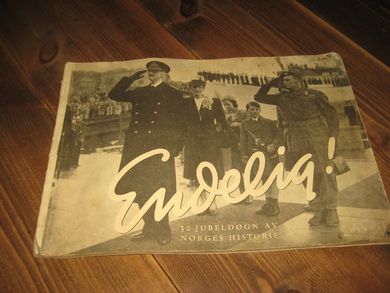 Endelig!
30 JUBELDØGN AV
NORGES HISTORIE